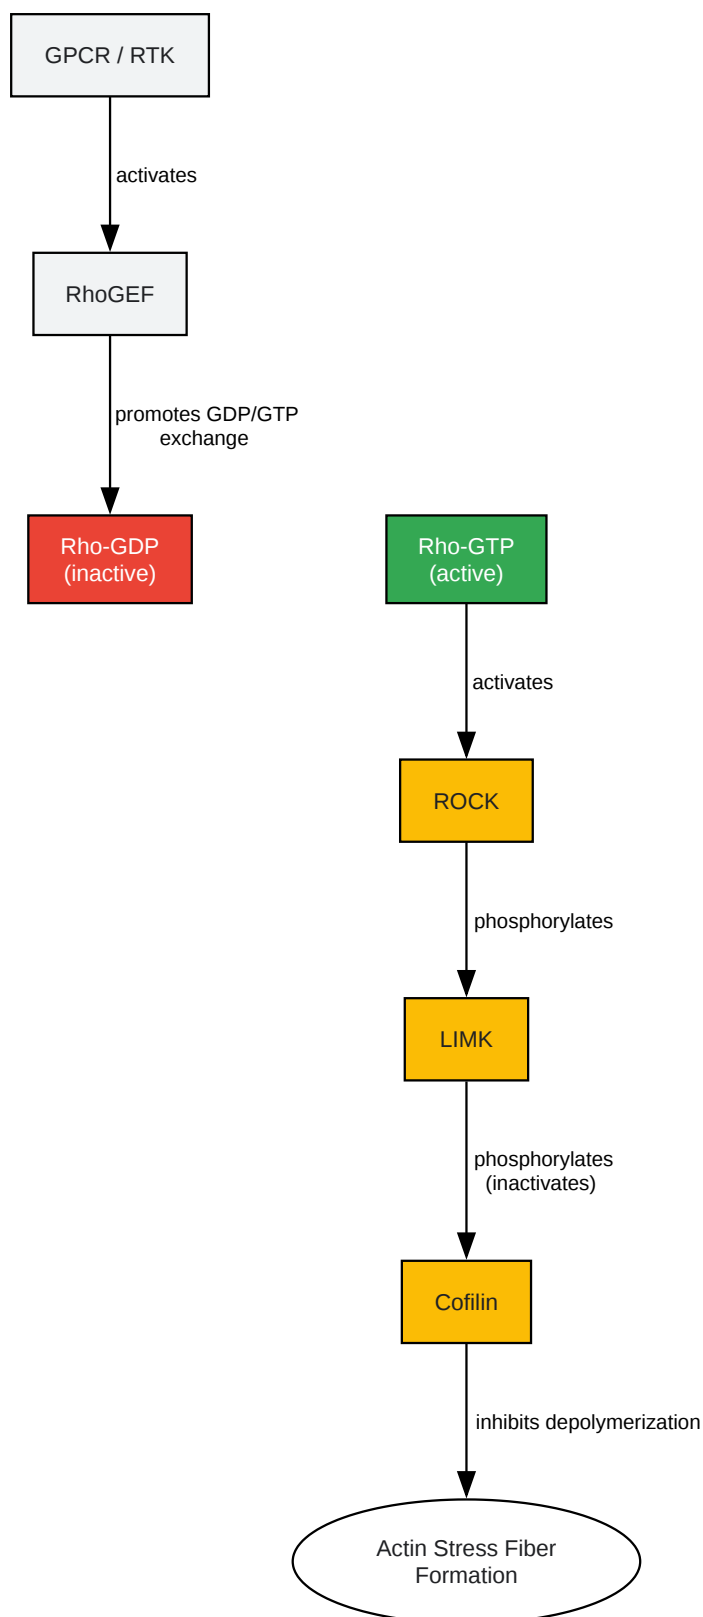 GPCR / RTK
activates
RhoGEF
promotes GDP/GTP
exchange
Rho-GDP
(inactive)
Rho-GTP
(active)
activates
ROCK
phosphorylates
LIMK
phosphorylates
(inactivates)
Cofilin
inhibits depolymerization
Actin Stress Fiber
Formation